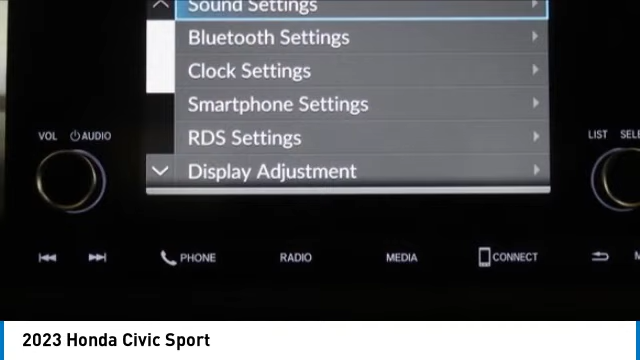 Sound Settings
Bluetooth Settings
Clock Settings
Smartphone Settings
RDS Settings
Display Adjustment
VOL AUDIO
LIST SELE
PHONE RADIO MEDIA CONNECT M
2023 Honda Civic Sport